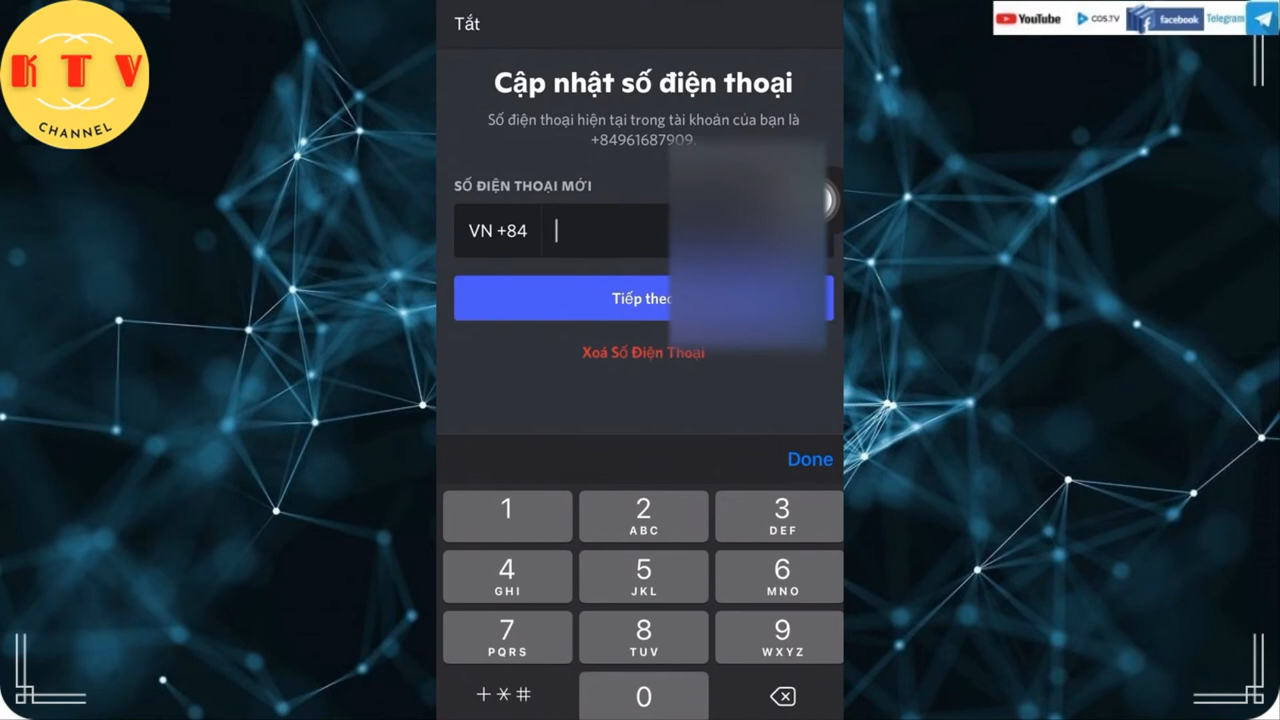 K T V
CHANNEL
YouTube
COS.TV
facebook
Telegram
Tắt
Cập nhật số điện thoại
Số điện thoại hiện tại trong tài khoản của bạn là
+84961687909.
SỐ ĐIỆN THOẠI MỚI
VN +84
Tiếp theo
Xoá Số Điện Thoại
Done
1
2
ABC
3
DEF
4
GHI
5
JKL
6
MNO
7
PQRS
8
TUV
9
WXYZ
+*#
0